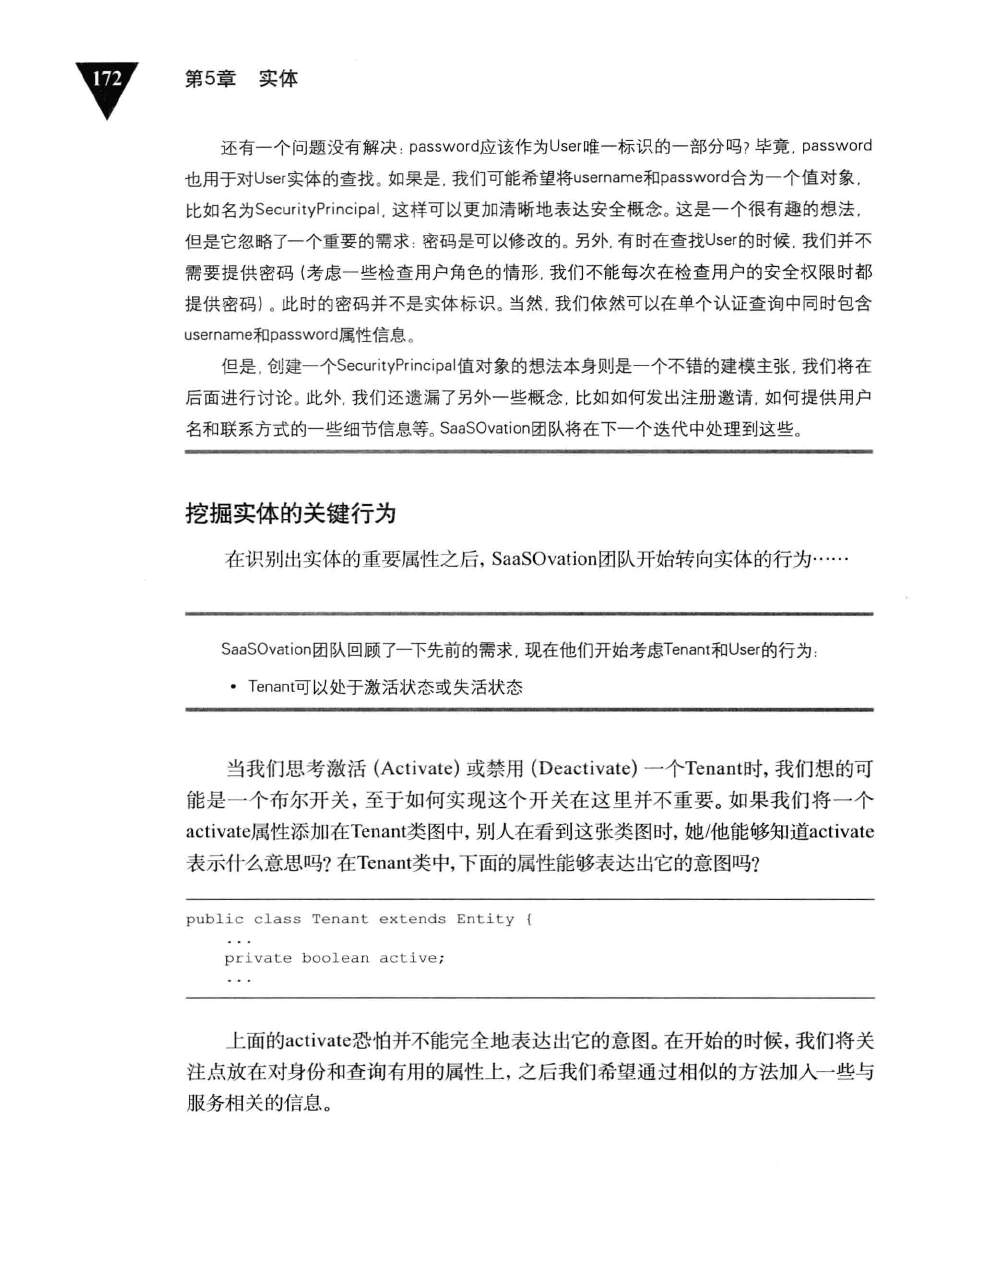 172
第5章 实体
还有一个问题没有解决：password应该作为User唯一标识的一部分吗？毕竟，password
也用于对User实体的查找。如果是，我们可能希望将username和password合为一个值对象，
比如名为SecurityPrincipal，这样可以更加清晰地表达安全概念。这是一个很有趣的想法，
但是它忽略了一个重要的需求：密码是可以修改的。另外，有时在查找User的时候，我们并不
需要提供密码（考虑一些检查用户角色的情形，我们不能每次在检查用户的安全权限时都
提供密码）。此时的密码并不是实体标识。当然，我们依然可以在单个认证查询中同时包含
username和password属性信息。
但是，创建一个SecurityPrincipal值对象的想法本身则是一个不错的建模主张，我们将在
后面进行讨论。此外，我们还遗漏了另外一些概念，比如如何发出注册邀请，如何提供用户
名和联系方式的一些细节信息等。SaaSOvation团队将在下一个迭代中处理到这些。
挖掘实体的关键行为
在识别出实体的重要属性之后，SaaSOvation团队开始转向实体的行为……
SaaSOvation团队回顾了一下先前的需求，现在他们开始考虑Tenant和User的行为：
• Tenant可以处于激活状态或失活状态
当我们思考激活（Activate）或禁用（Deactivate）一个Tenant时，我们想的可
能是一个布尔开关，至于如何实现这个开关在这里并不重要。如果我们将一个
activate属性添加在Tenant类图中，别人在看到这张类图时，她/他能够知道activate
表示什么意思吗？在Tenant类中，下面的属性能够表达出它的意图吗？
public class Tenant extends Entity {
...
private boolean active;
...
上面的activate恐怕并不能完全地表达出它的意图。在开始的时候，我们将关
注点放在对身份和查询有用的属性上，之后我们希望通过相似的方法加入一些与
服务相关的信息。